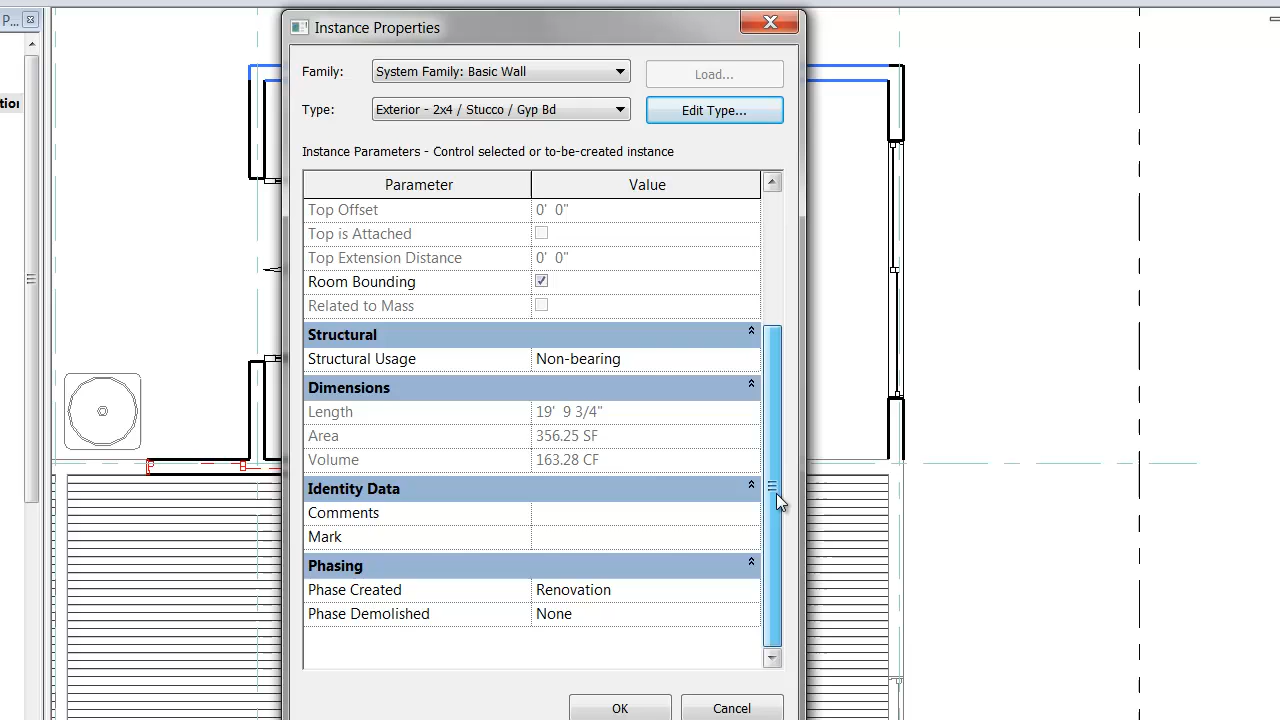 P...
Instance Properties
Family:
System Family: Basic Wall
Load...
Type:
Exterior - 2x4 / Stucco / Gyp Bd
Edit Type...
Instance Parameters - Control selected or to-be-created instance
Parameter Value
Top Offset 0' 0"
Top is Attached
Top Extension Distance 0' 0"
Room Bounding
Related to Mass
Structural
Structural Usage Non-bearing
Dimensions
Length 19' 9 3/4"
Area 356.25 SF
Volume 163.28 CF
Identity Data
Comments
Mark
Phasing
Phase Created Renovation
Phase Demolished None
OK Cancel